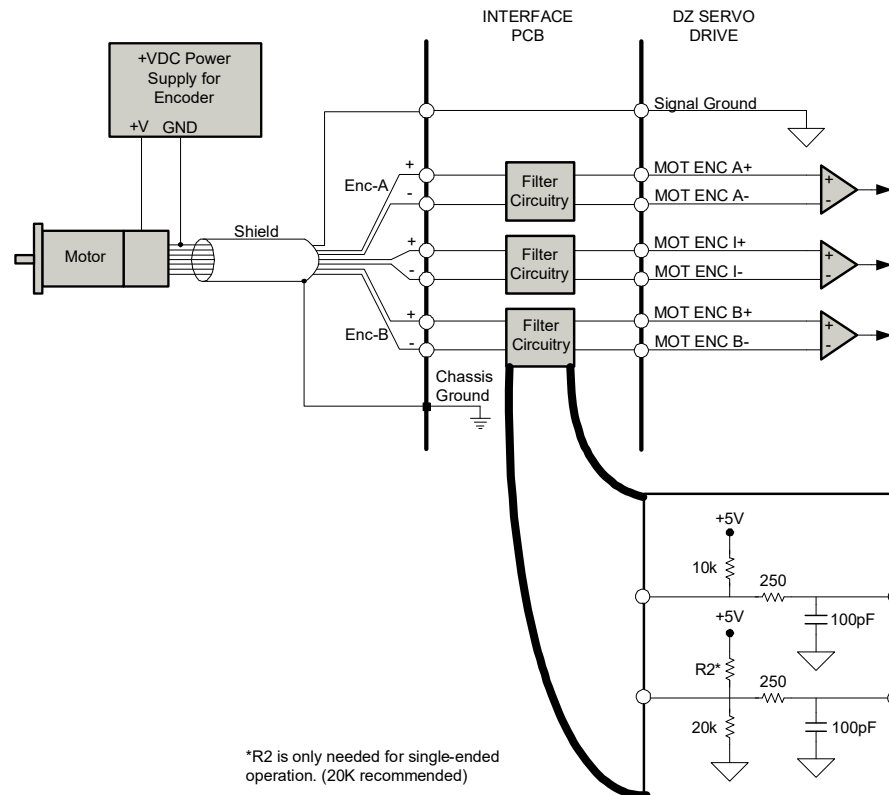 INTERFACE
PCB
DZ SERVO
DRIVE
+VDC Power
Supply for
Encoder
+V GND
Signal Ground
+
Enc-A
-
Filter
Circuitry
MOT ENC A+
MOT ENC A-
+
-
Shield
Motor
+
-
Filter
Circuitry
MOT ENC I+
MOT ENC I-
+
-
+
Enc-B
-
Filter
Circuitry
MOT ENC B+
MOT ENC B-
+
-
Chassis
Ground
+5V
10k
250
100pF
+5V
R2*
250
20k
100pF
*R2 is only needed for single-ended
operation. (20K recommended)